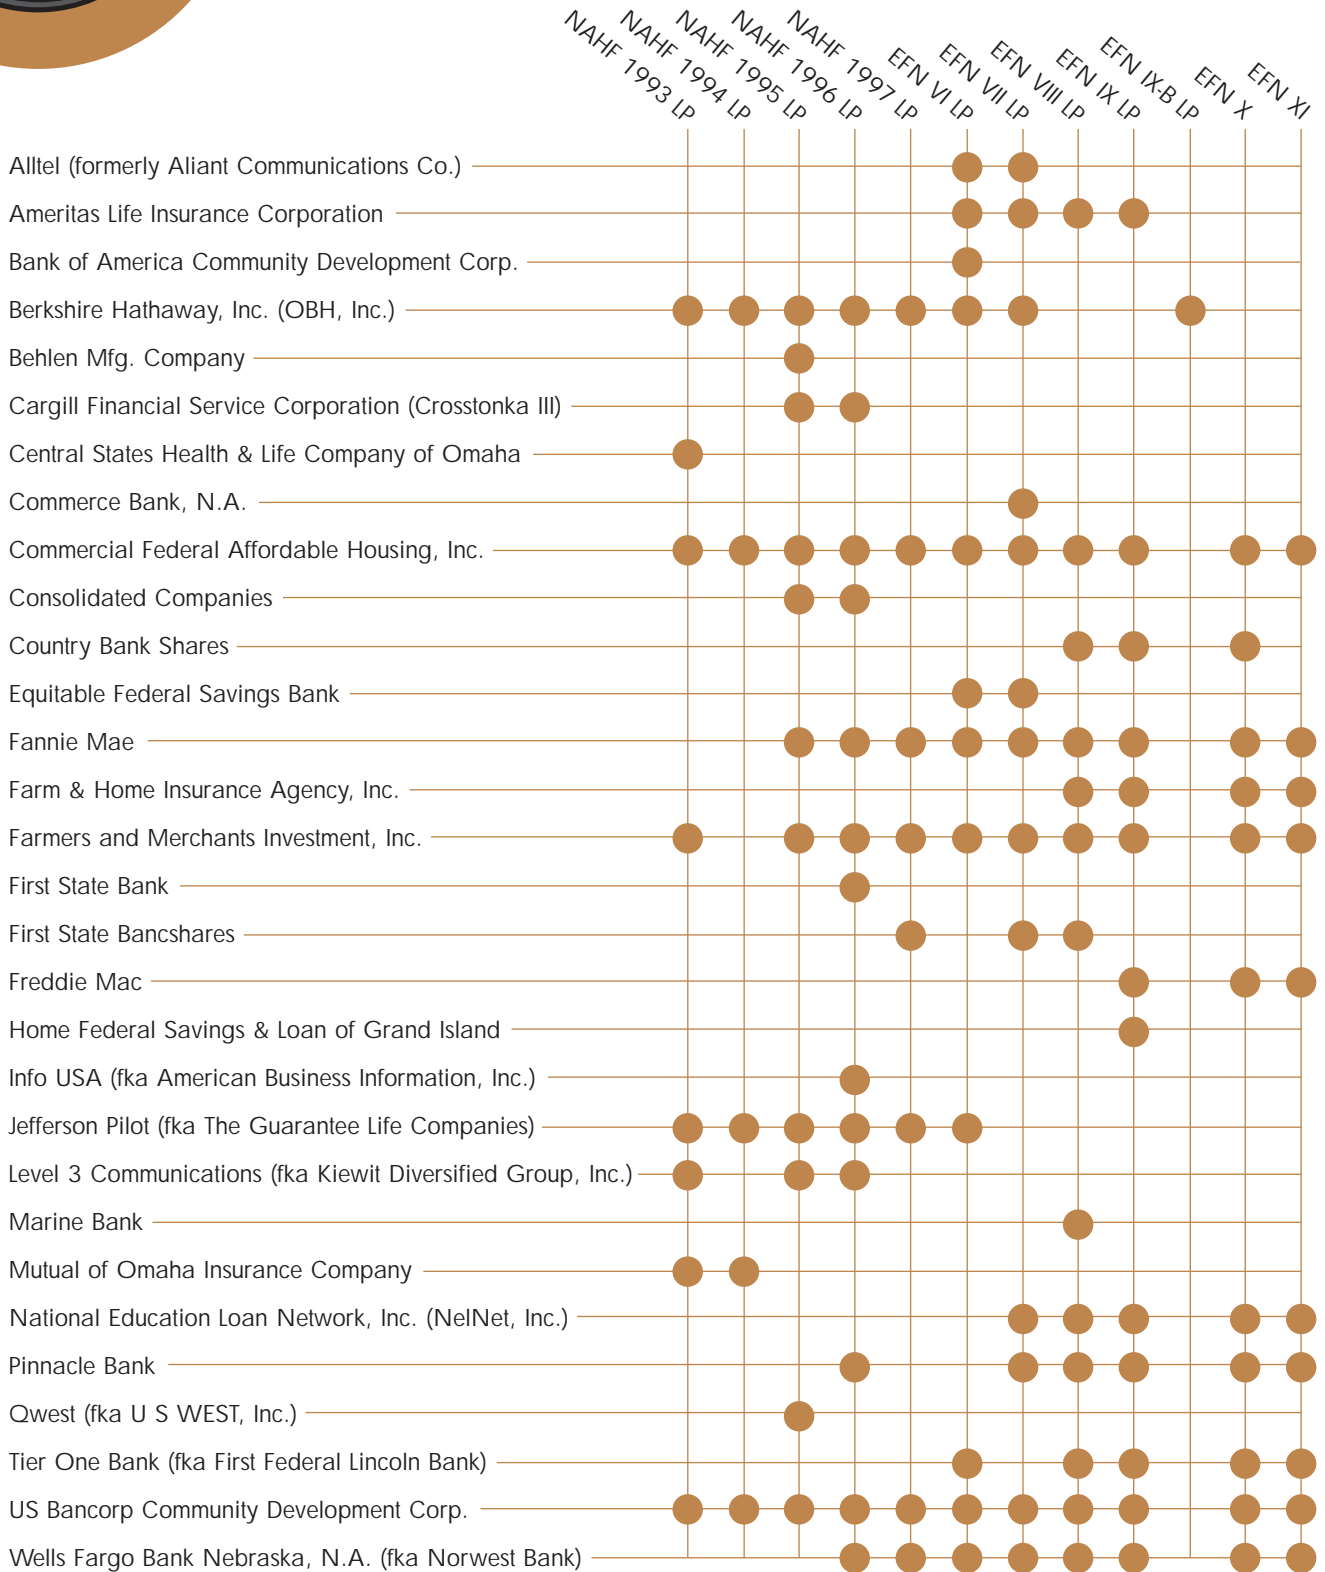 NAHF 1993 LP
NAHF 1994 LP
NAHF 1995 LP
NAHF 1996 LP
NAHF 1997 LP
EFN VI LP
EFN VII LP
EFN VIII LP
EFN IX LP
EFN IX-B LP
EFN X
EFN XI
Alltel (formerly Aliant Communications Co.)
Ameritas Life Insurance Corporation
Bank of America Community Development Corp.
Berkshire Hathaway, Inc. (OBH, Inc.)
Behlen Mfg. Company
Cargill Financial Service Corporation (Crosstonka III)
Central States Health & Life Company of Omaha
Commerce Bank, N.A.
Commercial Federal Affordable Housing, Inc.
Consolidated Companies
Country Bank Shares
Equitable Federal Savings Bank
Fannie Mae
Farm & Home Insurance Agency, Inc.
Farmers and Merchants Investment, Inc.
First State Bank
First State Bancshares
Freddie Mac
Home Federal Savings & Loan of Grand Island
Info USA (fka American Business Information, Inc.)
Jefferson Pilot (fka The Guarantee Life Companies)
Level 3 Communications (fka Kiewit Diversified Group, Inc.)
Marine Bank
Mutual of Omaha Insurance Company
National Education Loan Network, Inc. (NelNet, Inc.)
Pinnacle Bank
Qwest (fka U S WEST, Inc.)
Tier One Bank (fka First Federal Lincoln Bank)
US Bancorp Community Development Corp.
Wells Fargo Bank Nebraska, N.A. (fka Norwest Bank)